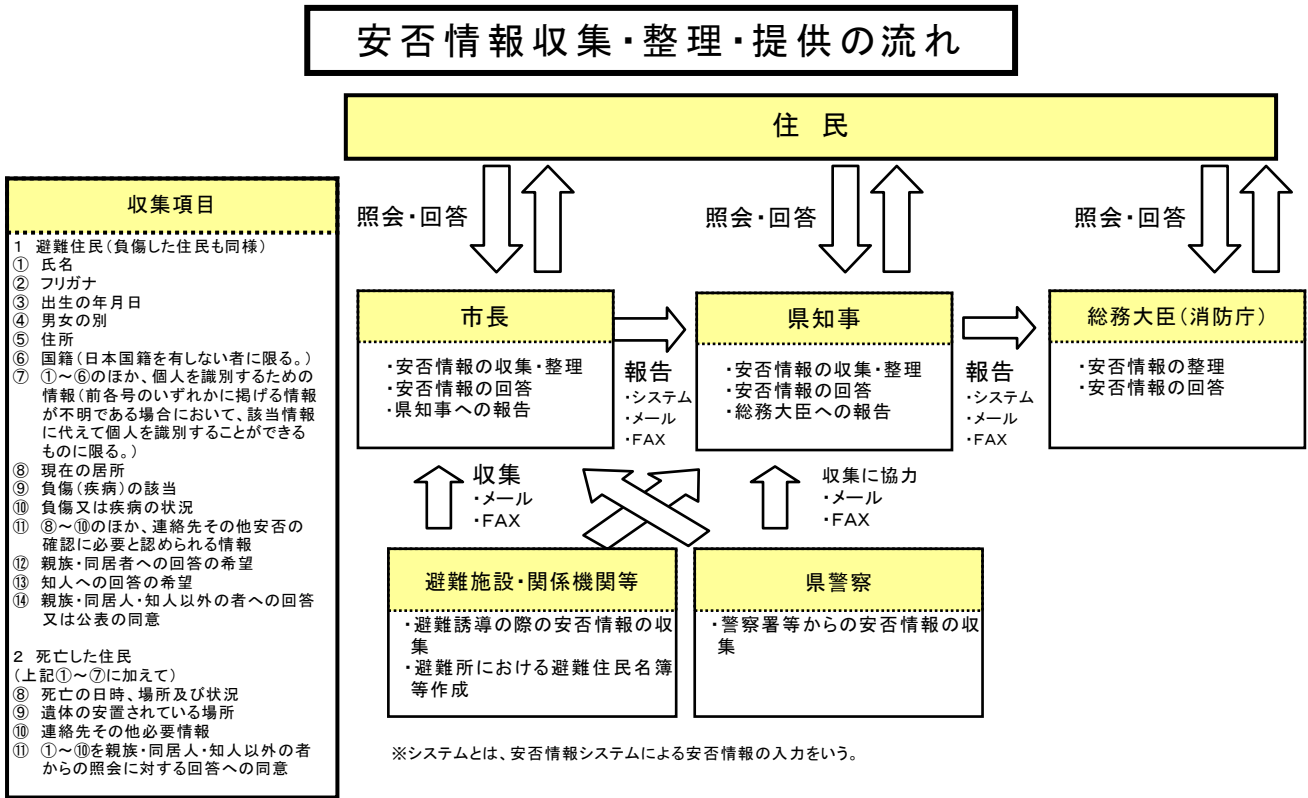 安否情報収集・整理・提供の流れ
住 民
収集項目
1 避難住民(負傷した住民も同様)
① 氏名
② フリガナ
③ 出生の年月日
④ 男女の別
⑤ 住所
⑥ 国籍(日本国籍を有しない者に限る。)
⑦ ①~⑥のほか、個人を識別するための
情報(前各号のいずれかに掲げる情報
が不明である場合において、該当情報
に代えて個人を識別することができる
ものに限る。)
⑧ 現在の居所
⑨ 負傷(疾病)の該当
⑩ 負傷又は疾病の状況
⑪ ⑧~⑩のほか、連絡先その他安否の
確認に必要と認められる情報
⑫ 親族・同居者への回答の希望
⑬ 知人への回答の希望
⑭ 親族・同居人・知人以外の者への回答
又は公表の同意
2 死亡した住民
(上記①~⑦に加えて)
⑧ 死亡の日時、場所及び状況
⑨ 遺体の安置されている場所
⑩ 連絡先その他必要情報
⑪ ①~⑩を親族・同居人・知人以外の者
からの照会に対する回答への同意
照会・回答
照会・回答
照会・回答
市長
・安否情報の収集・整理
・安否情報の回答
・県知事への報告
報告
・システム
・メール
・FAX
県知事
・安否情報の収集・整理
・安否情報の回答
・総務大臣への報告
報告
・システム
・メール
・FAX
総務大臣(消防庁)
・安否情報の整理
・安否情報の回答
収集
・メール
・FAX
収集に協力
・メール
・FAX
避難施設・関係機関等
・避難誘導の際の安否情報の収
集
・避難所における避難住民名簿
等作成
県警察
・警察署等からの安否情報の収
集
※システムとは、安否情報システムによる安否情報の入力をいう。